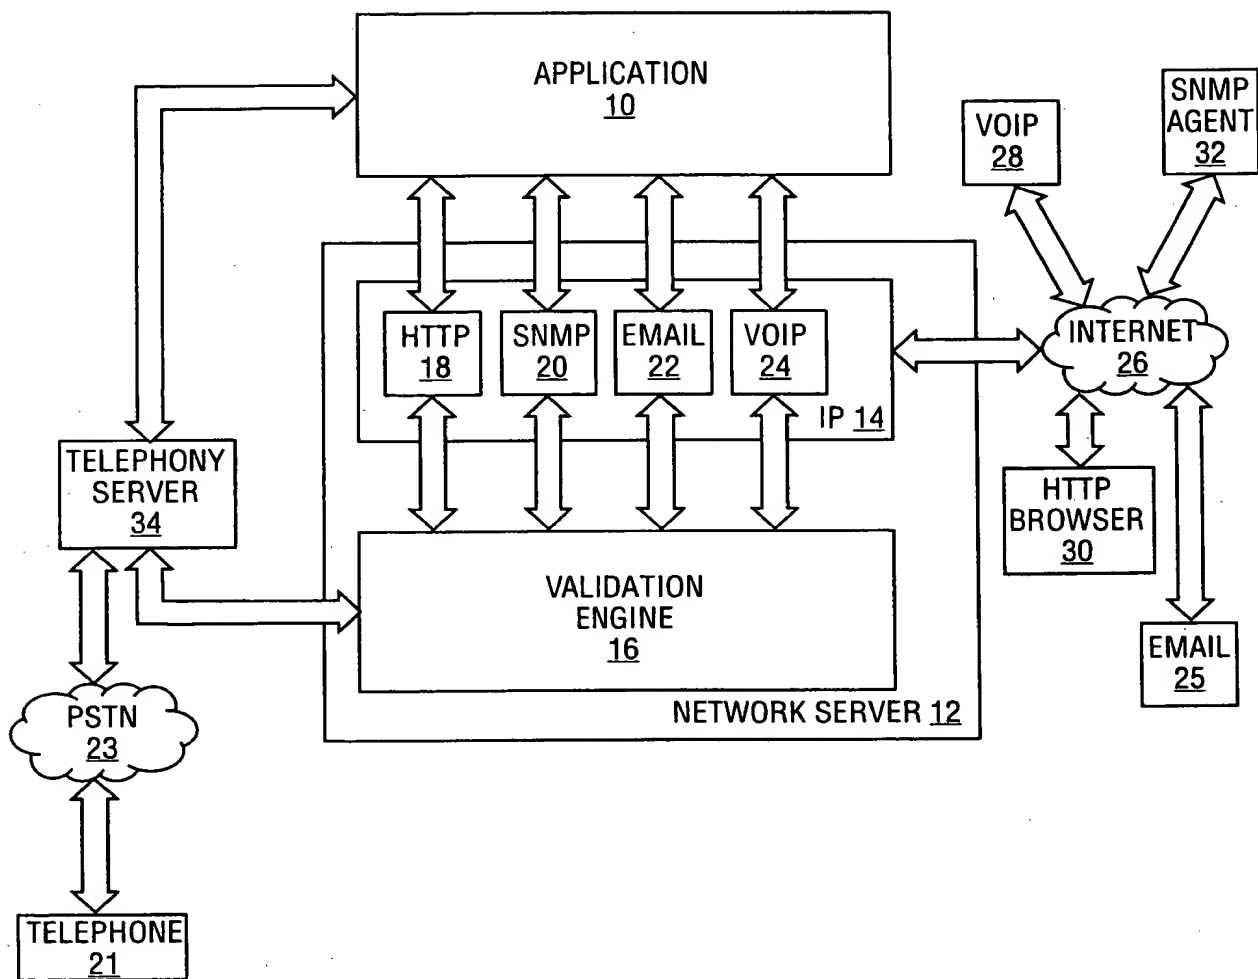 APPLICATION
10
VOIP
28
SNMP
AGENT
32
HTTP
18
SNMP
20
EMAIL
22
VOIP
24
IP 14
INTERNET
26
TELEPHONY
SERVER
34
HTTP
BROWSER
30
VALIDATION
ENGINE
16
EMAIL
25
NETWORK SERVER 12
PSTN
23
TELEPHONE
21